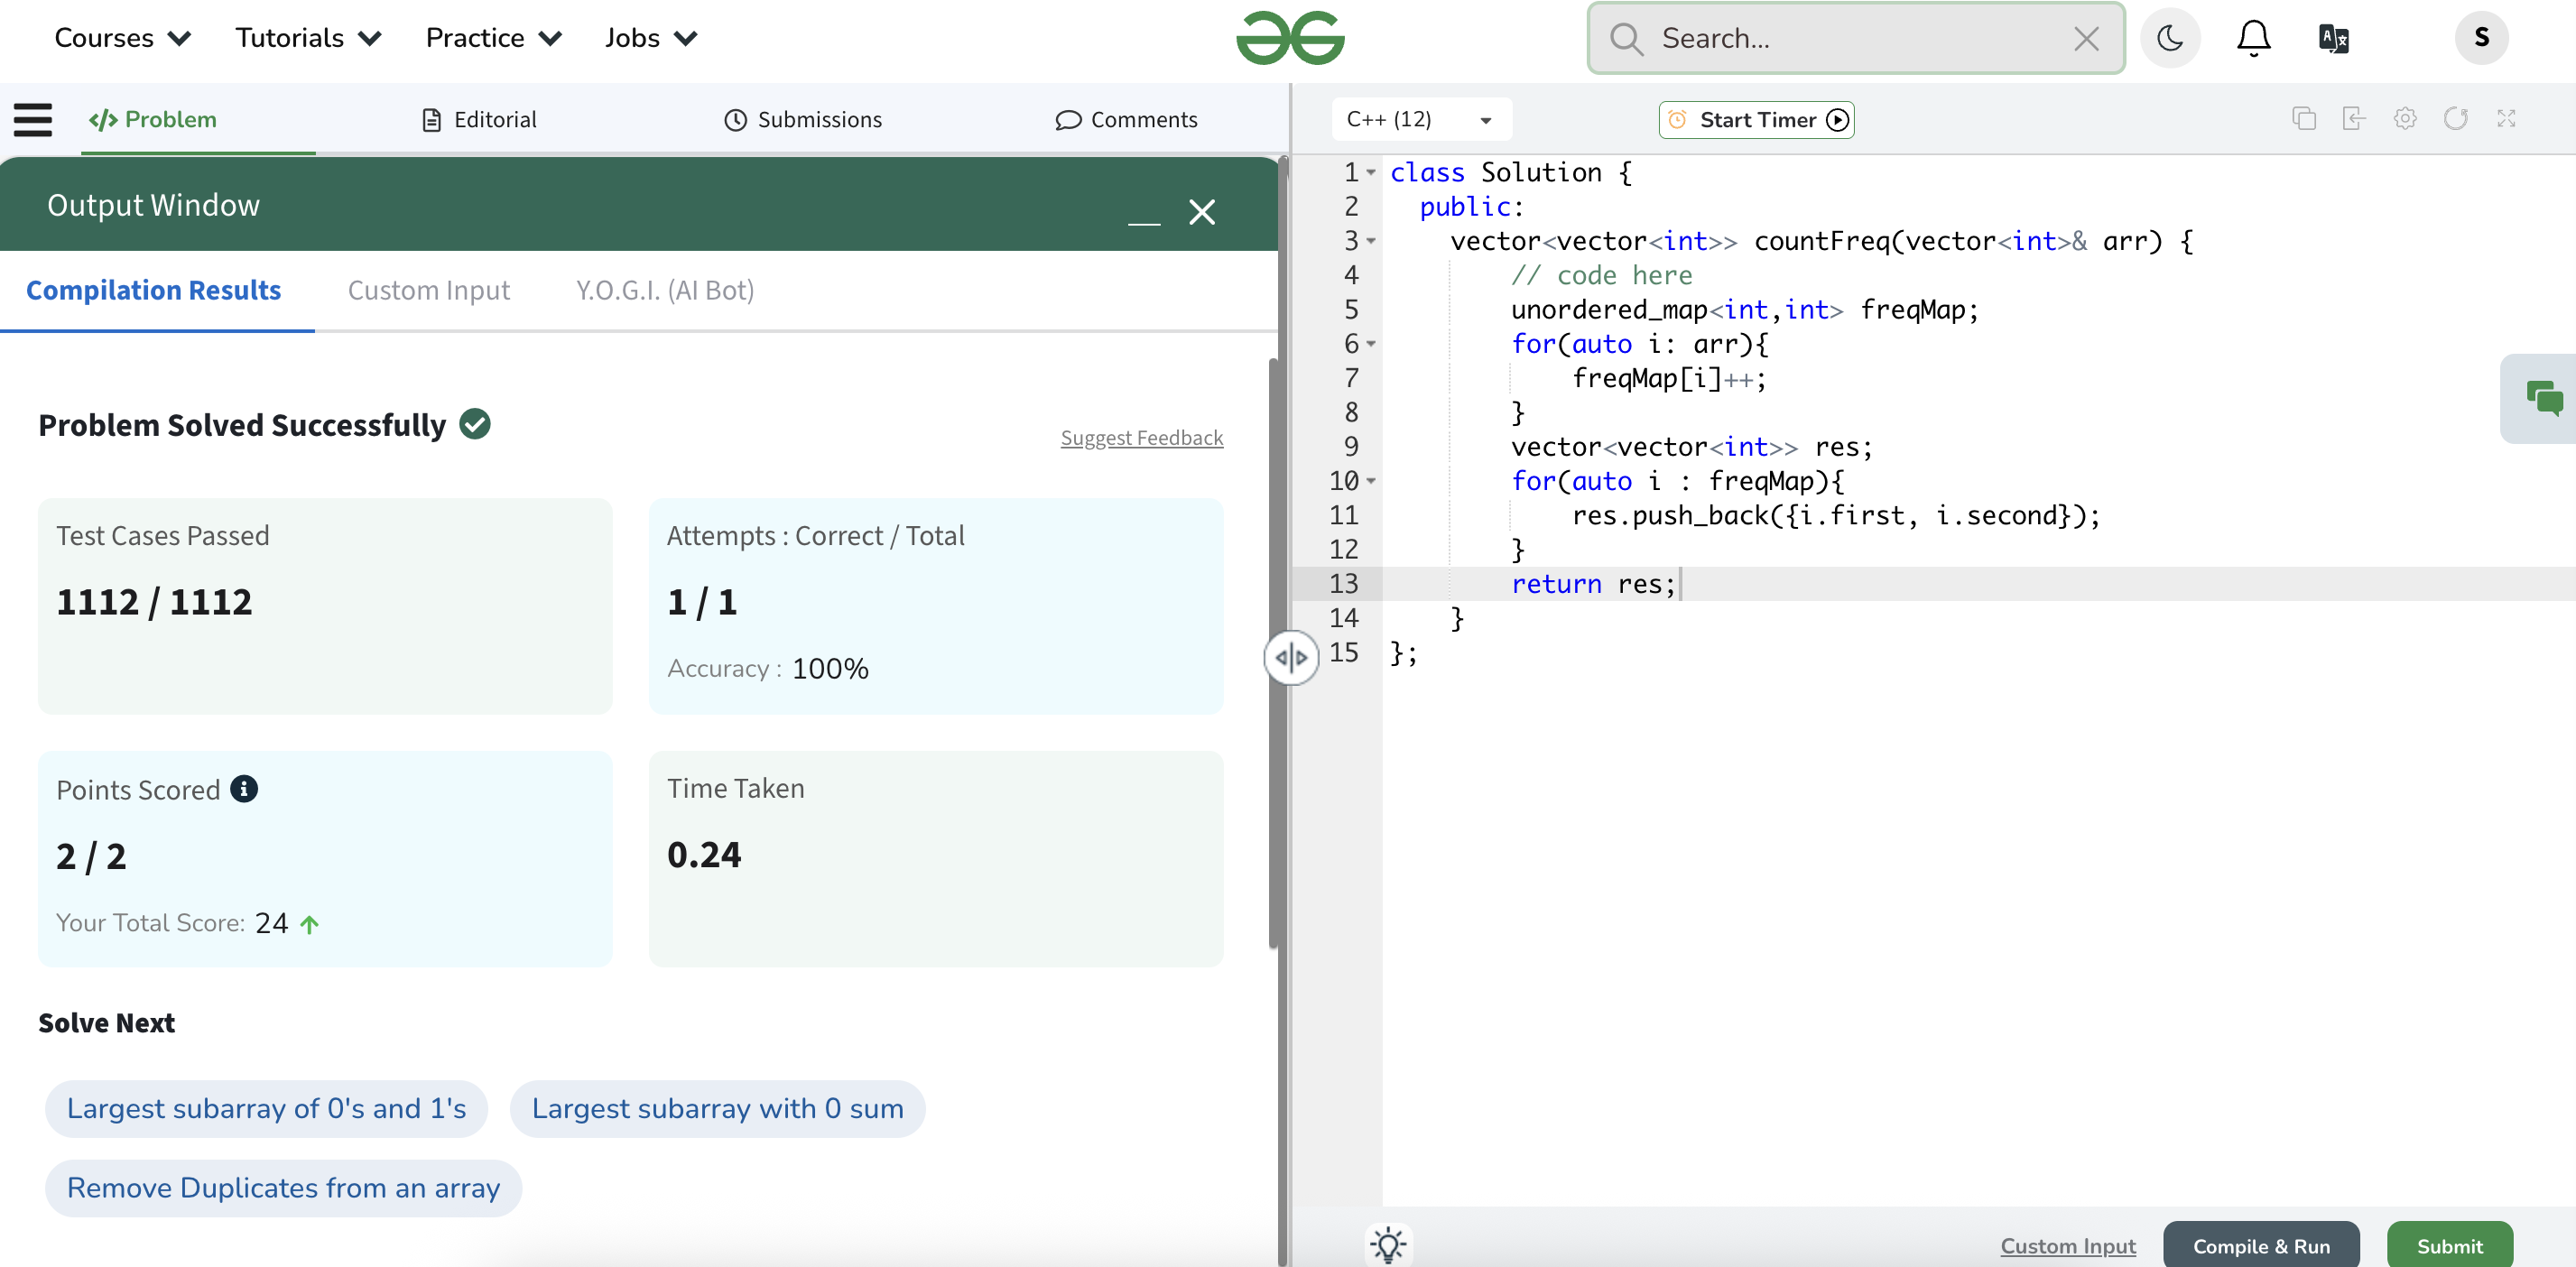 Courses Tutorials Practice Jobs Search... S
Problem Editorial Submissions Comments
Output Window
Compilation Results Custom Input Y.O.G.I. (AI Bot)
Problem Solved Successfully
Suggest Feedback
Test Cases Passed
1112 / 1112
Attempts : Correct / Total
1 / 1
Accuracy : 100%
Points Scored
2 / 2
Your Total Score: 24
Time Taken
0.24
Solve Next
Largest subarray of 0's and 1's
Largest subarray with 0 sum
Remove Duplicates from an array
C++ (12) Start Timer
1 class Solution {
2   public:
3     vector<vector<int>> countFreq(vector<int>& arr) {
4         // code here
5         unordered_map<int,int> freqMap;
6         for(auto i: arr){
7             freqMap[i]++;
8         }
9         vector<vector<int>> res;
10         for(auto i : freqMap){
11             res.push_back({i.first, i.second});
12         }
13         return res;
14     }
15 };
Custom Input Compile & Run Submit